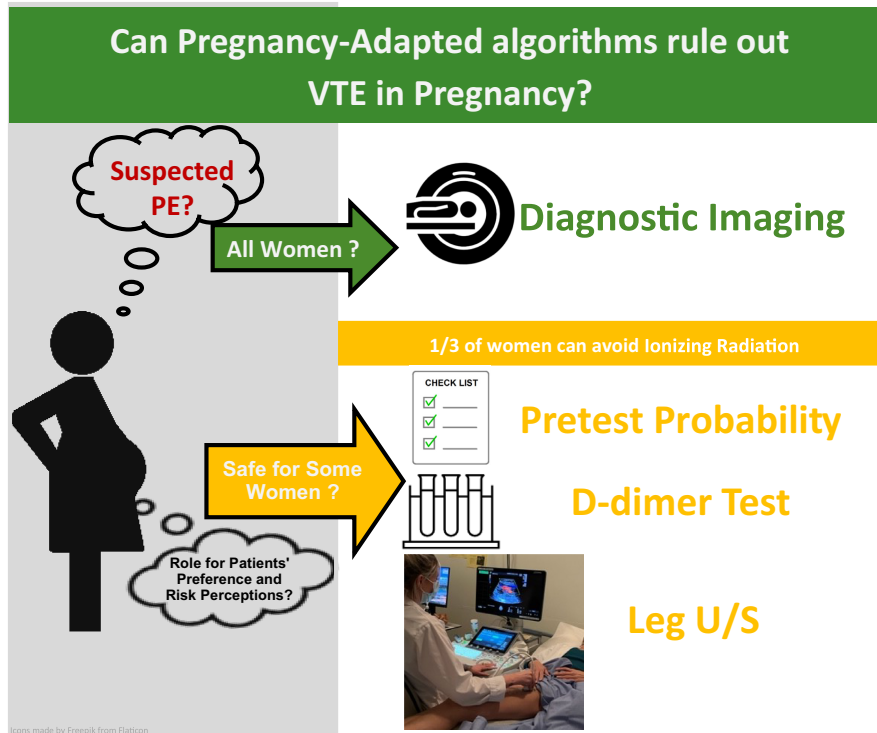 Can Pregnancy-Adapted algorithms rule out
VTE in Pregnancy?
Suspected
PE?
All Women ?
Diagnostic Imaging
1/3 of women can avoid Ionizing Radiation
CHECK LIST
Pretest Probability
Safe for Some
Women ?
D-dimer Test
Role for Patients'
Preference and
Risk Perceptions?
Leg U/S
Icons made by Freepik from Flaticon